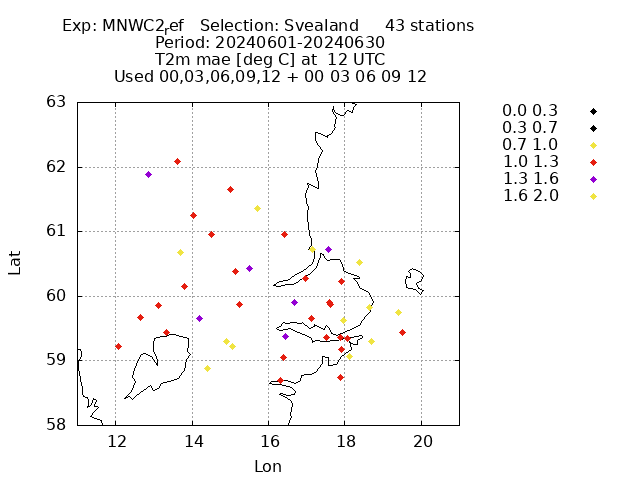 Exp: MNWC2ref Selection: Svealand 43 stations
Period: 20240601-20240630
T2m mae [deg C] at 12 UTC
Used 00,03,06,09,12 + 00 03 06 09 12
63
62
61
60
59
58
Lat
12 14 16 18 20
Lon
0.0 0.3
0.3 0.7
0.7 1.0
1.0 1.3
1.3 1.6
1.6 2.0